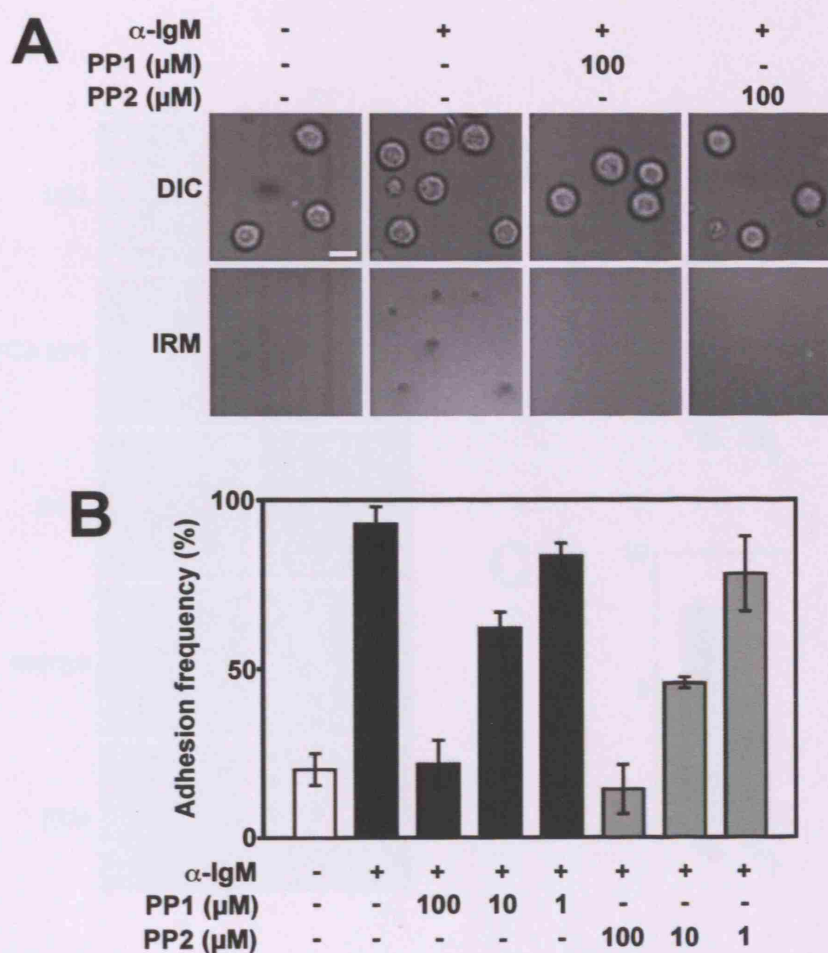 A
α-IgM - + + +
PP1 (µM) - - 100 -
PP2 (µM) - - - 100
DIC
IRM
B
Adhesion frequency (%)
100
50
0
α-IgM - + + + + + + +
PP1 (µM) - - 100 10 1 - - -
PP2 (µM) - - - - - 100 10 1